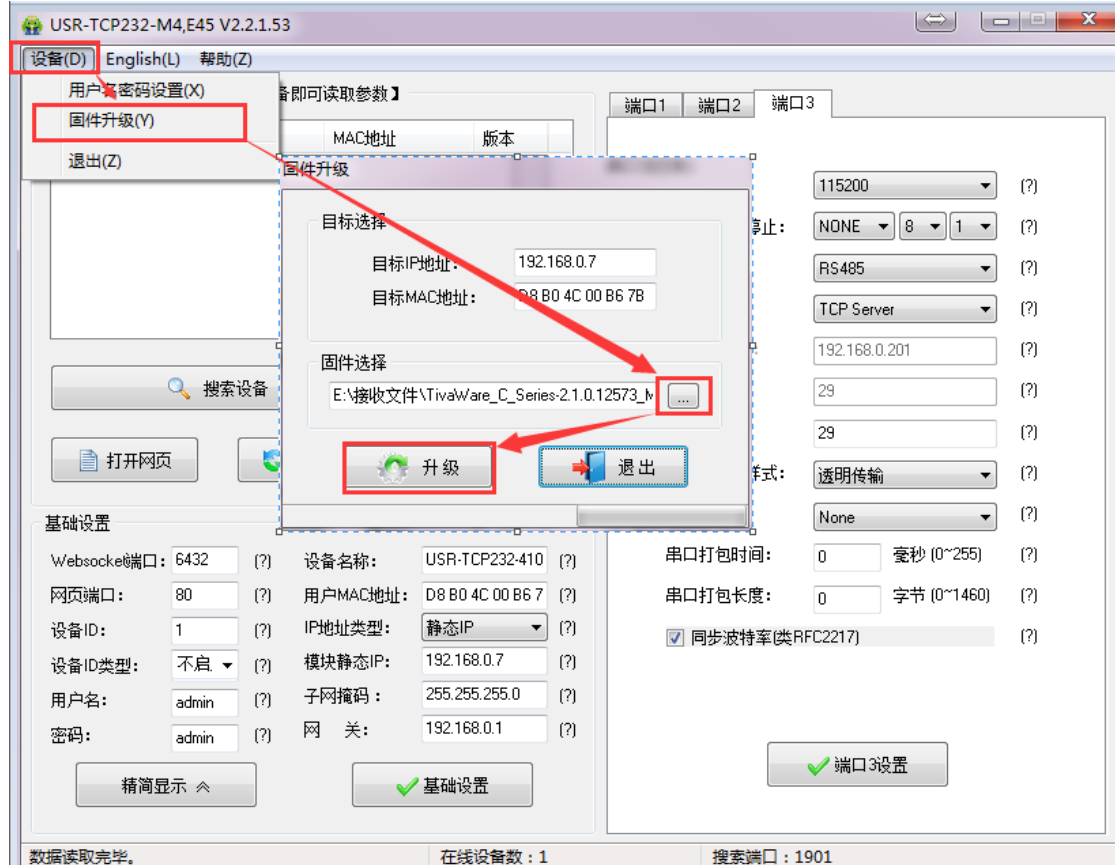 USR-TCP232-M4,E45 V2.2.1.53
设备(D) English(L) 帮助(Z)
用户名密码设置(X)
固件升级(Y)
退出(Z)
备即可读取参数】
MAC地址 版本
搜索设备
打开网页
固件升级
目标选择
目标IP地址: 192.168.0.7
目标MAC地址: D8 B0 4C 00 B6 7B
固件选择
E:\接收文件\TivaWare_C_Series-2.1.0.12573_M
...
升级 退出
基础设置
Websocket端口: 6432 (?)
网页端口: 80 (?)
设备ID: 1 (?)
设备ID类型: 不启 (?)
用户名: admin (?)
密码: admin (?)
精简显示
设备名称: USR-TCP232-410 (?)
用户MAC地址: D8 B0 4C 00 B6 7 (?)
IP地址类型: 静态IP (?)
模块静态IP: 192.168.0.7 (?)
子网掩码: 255.255.255.0 (?)
网 关: 192.168.0.1 (?)
基础设置
端口1 端口2 端口3
115200 (?)
停止: NONE 8 1 (?)
RS485 (?)
TCP Server (?)
192.168.0.201 (?)
29 (?)
29 (?)
样式: 透明传输 (?)
None (?)
串口打包时间: 0 毫秒 (0~255) (?)
串口打包长度: 0 字节 (0~1460) (?)
同步波特率(类RFC2217) (?)
端口3设置
数据读取完毕。 在线设备数:1 搜索端口:1901